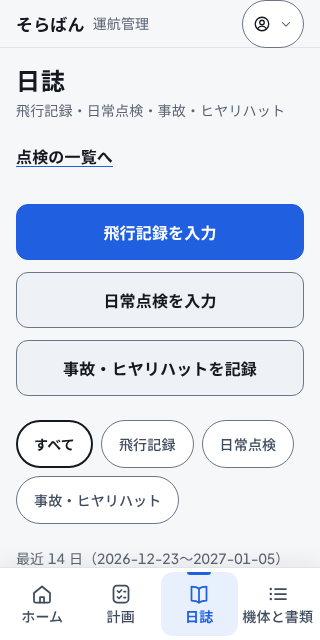 そらばん 運航管理
日誌
飛行記録・日常点検・事故・ヒヤリハット
点検の一覧へ
飛行記録を入力
日常点検を入力
事故・ヒヤリハットを記録
すべて 飛行記録 日常点検
事故・ヒヤリハット
最近 14 日（2026-12-23〜2027-01-05）
ホーム 計画 日誌 機体と書類